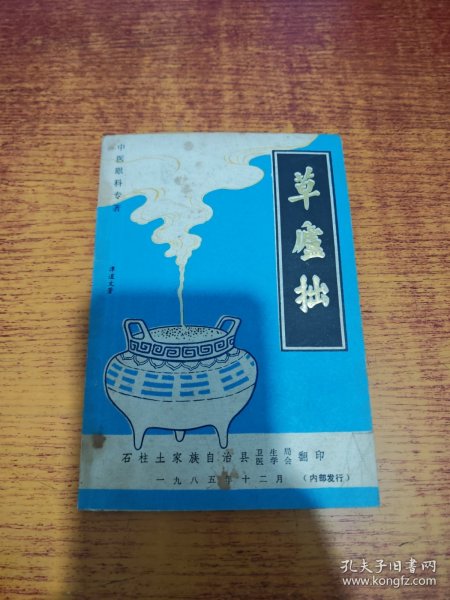 中医眼科专著
草庐拙
石柱土家族自治县卫生局医学会翻印
一九八五年十二月（内部发行）
孔夫子旧书网
www.kongfz.com